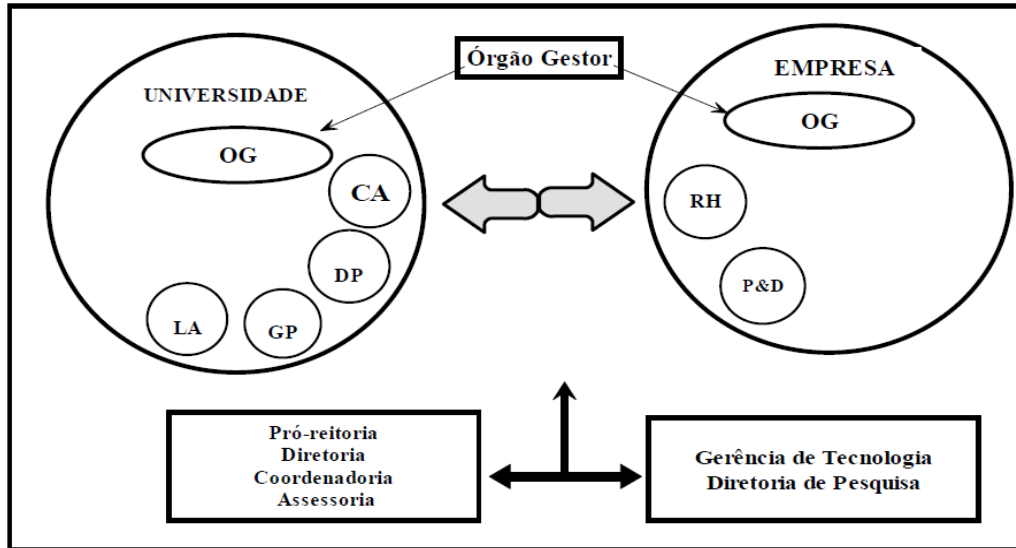 Órgão Gestor
UNIVERSIDADE
OG
CA
DP
GP
LA
EMPRESA
OG
RH
P&D
Pró-reitoria
Diretoria
Coordenadoria
Assessoria
Gerência de Tecnologia
Diretoria de Pesquisa